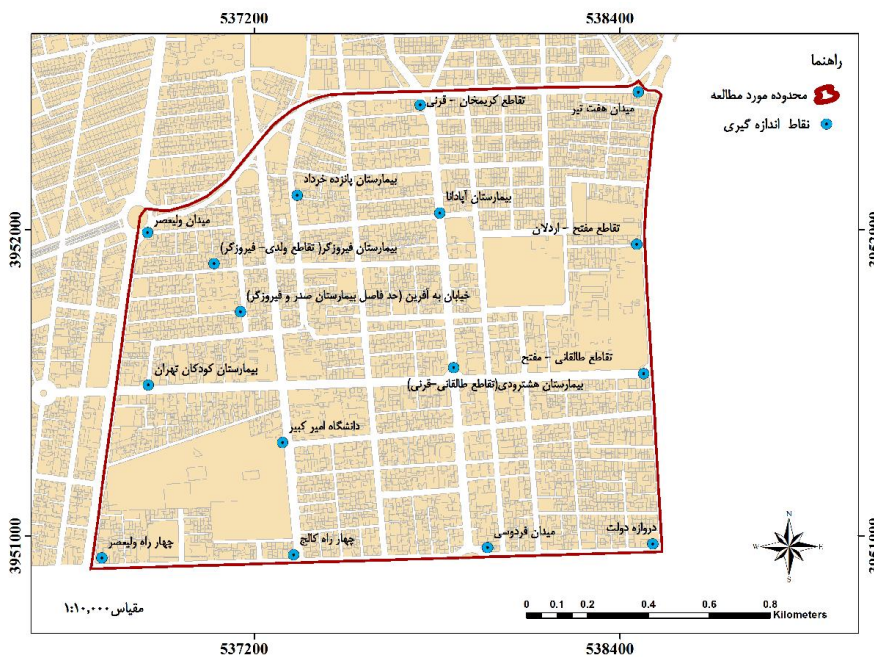 537200
538400
راهنما
محدوده مورد مطالعه
نقاط اندازه گیری
تقاطع کریمخان - قرنی
میدان هفت تیر
بیمارستان پانزده خرداد
بیمارستان آپادانا
3952000
3952000
میدان ولیعصر
تقاطع مفتح - اردلان
بیمارستان فیروزگر( تقاطع ولدی- فیروزگر)
خیابان به آفرین (حد فاصل بیمارستان صدر و فیروزگر)
تقاطع طالقانی - مفتح
بیمارستان کودکان تهران
بیمارستان هشترودی(تقاطع طالقانی-قرنی)
دانشگاه امیر کبیر
3951000
3951000
چهار راه ولیعصر
چهار راه کالج
میدان فردوسی
دروازه دولت
N
W
E
S
مقیاس ۱:۱۰,۰۰۰
0 0.1 0.2 0.4 0.6 0.8
Kilometers
537200
538400